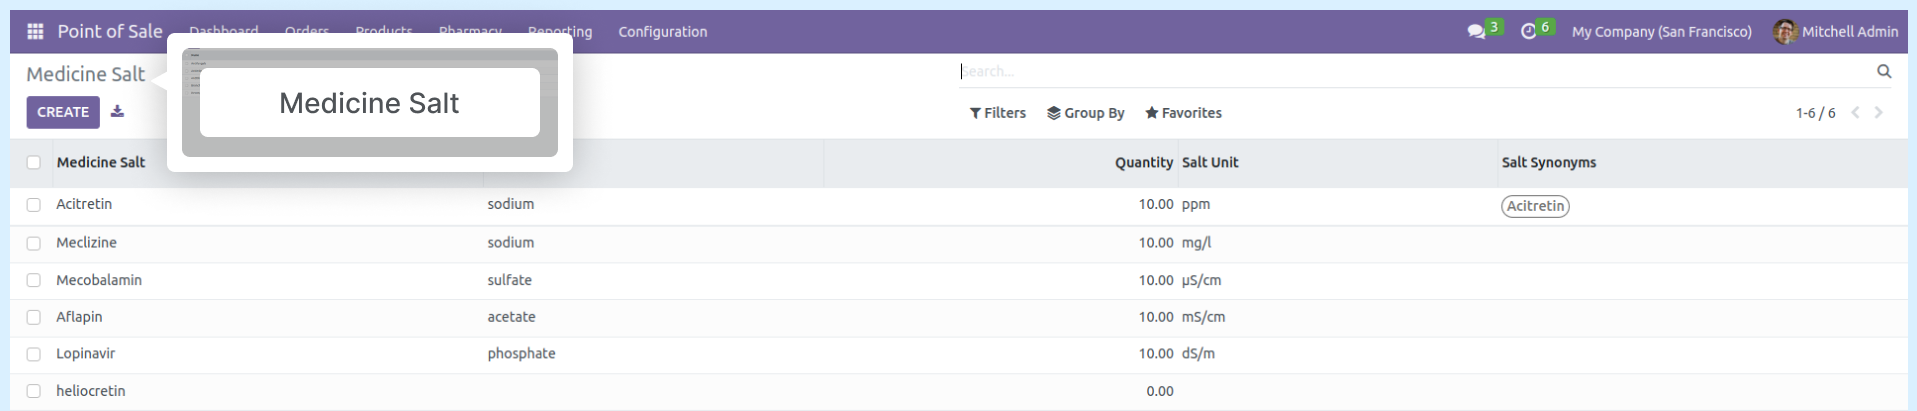 Point of Sale Dashboard Orders Products Pharmacy Reporting Configuration 3 6 My Company (San Francisco) Mitchell Admin
Medicine Salt
Search...
Medicine Salt
CREATE
Filters Group By Favorites 1-6 / 6
Medicine Salt Quantity Salt Unit Salt Synonyms
Acitretin sodium 10.00 ppm Acitretin
Meclizine sodium 10.00 mg/l
Mecobalamin sulfate 10.00 µS/cm
Aflapin acetate 10.00 mS/cm
Lopinavir phosphate 10.00 dS/m
heliocretin 0.00